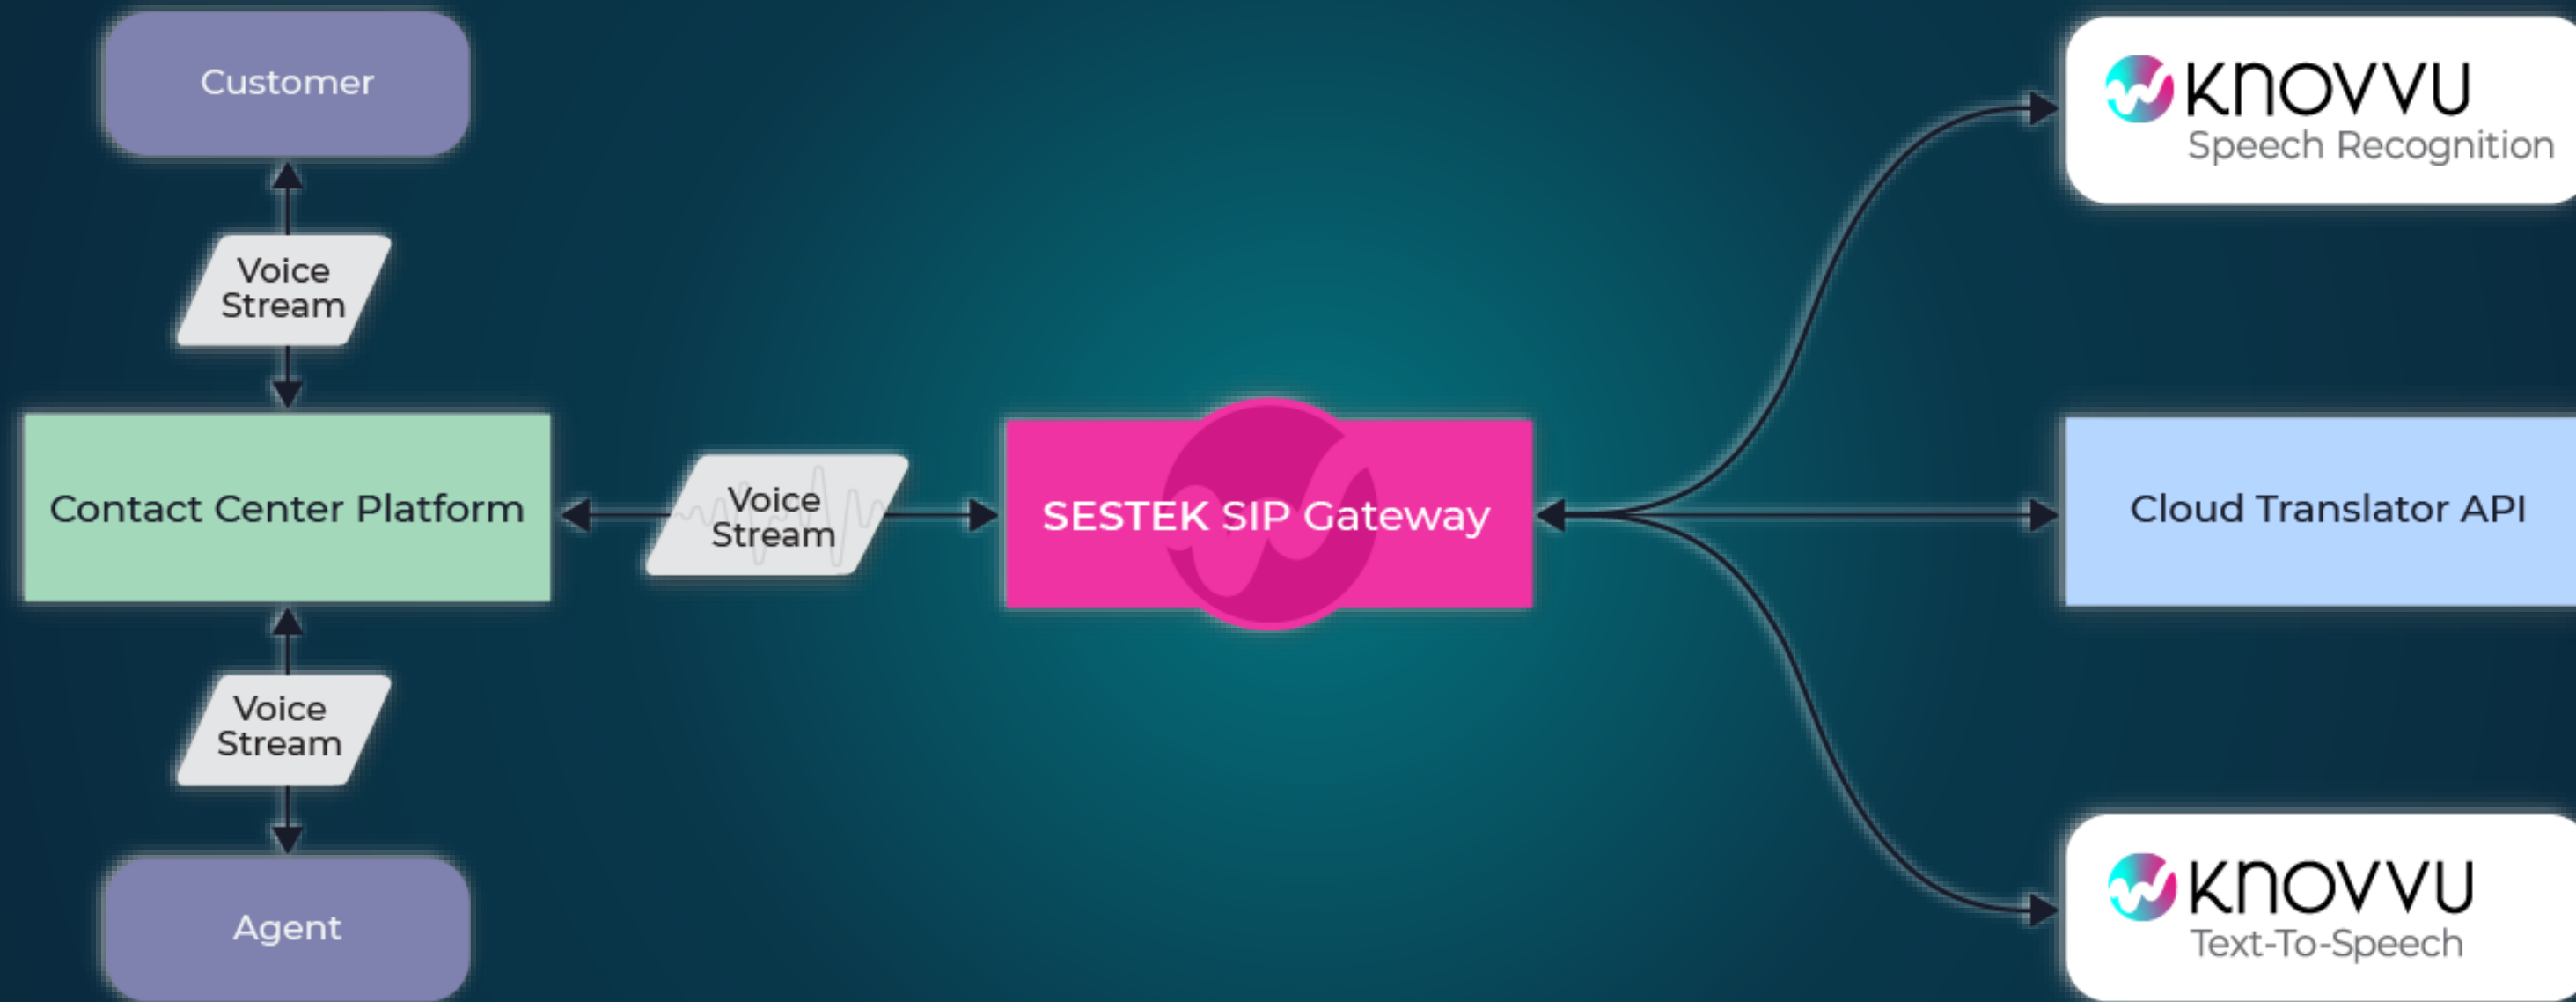 Customer
Voice
Stream
Contact Center Platform
Voice
Stream
Voice
Stream
Agent
SESTEK SIP Gateway
KNOVVU
Speech Recognition
Cloud Translator API
KNOVVU
Text-To-Speech